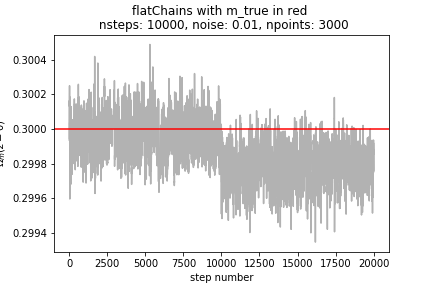 flatChains with m_true in red
nsteps: 10000, noise: 0.01, npoints: 3000
0.3004
0.3002
0.3000
0.2998
0.2996
0.2994
0 2500 5000 7500 10000 12500 15000 17500 20000
step number